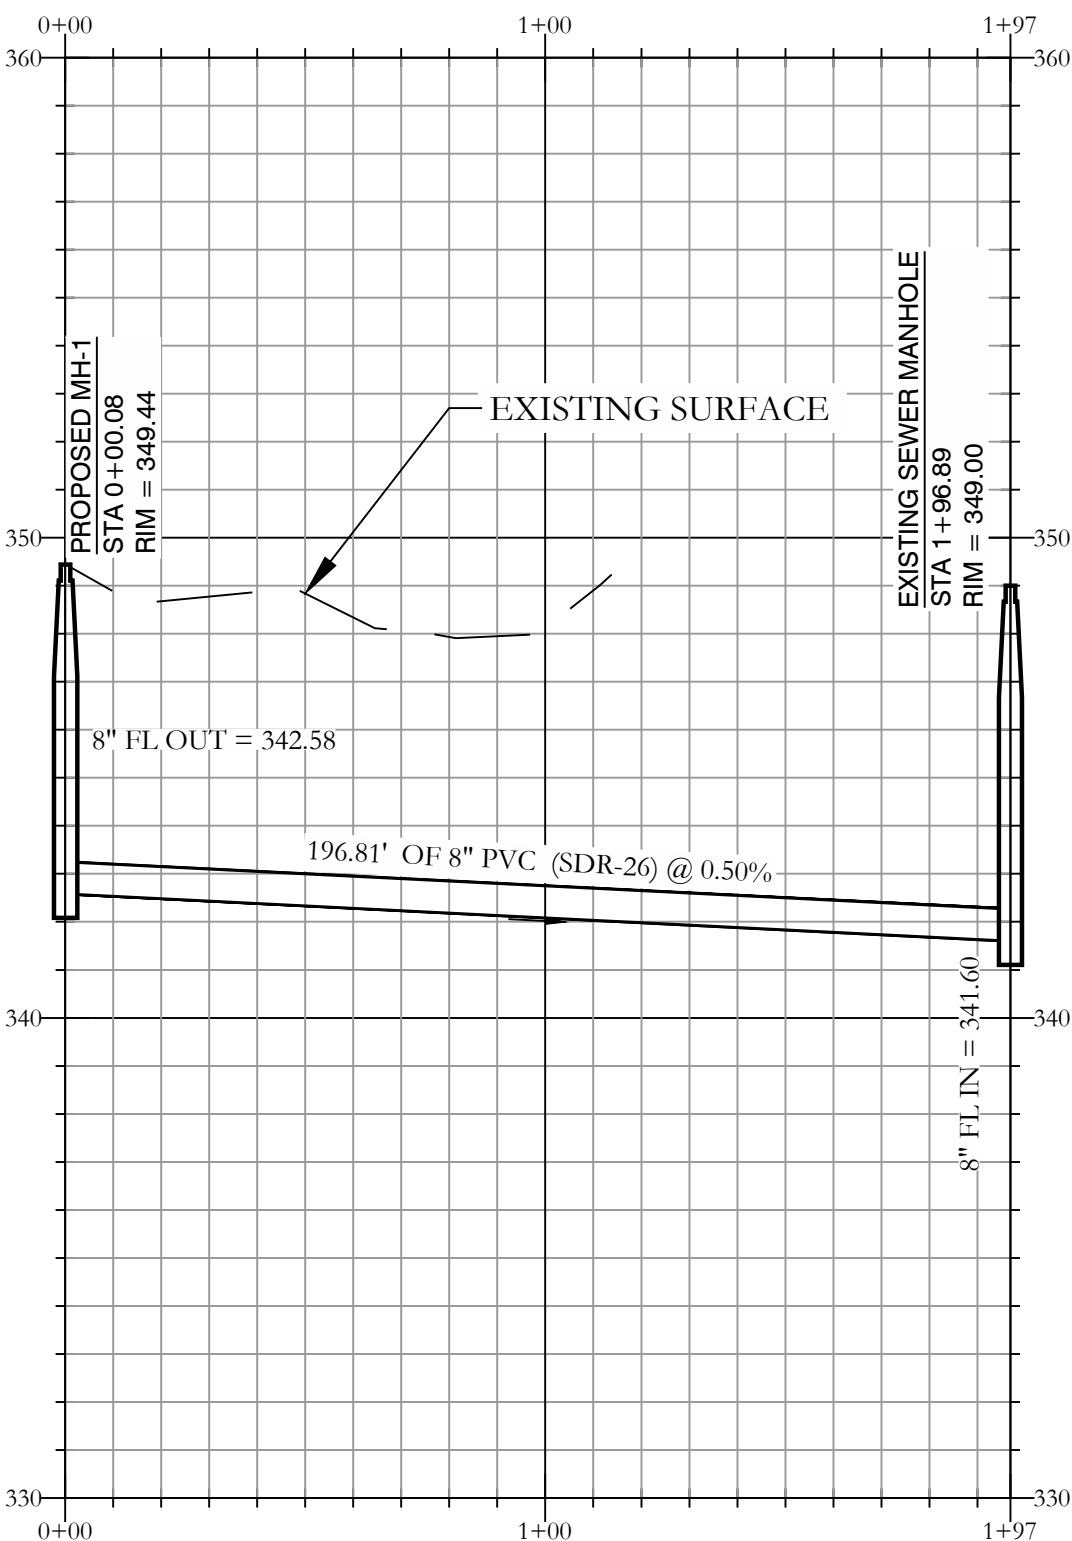 0+00 1+00 1+97
360 360
EXISTING SEWER MANHOLE
STA 1+96.89
RIM = 349.00
PROPOSED MH-1
STA 0+00.08
RIM = 349.44
EXISTING SURFACE
350 350
8" FL OUT = 342.58
196.81' OF 8" PVC (SDR-26) @ 0.50%
8" FL IN = 341.60
340 340
330 330
0+00 1+00 1+97